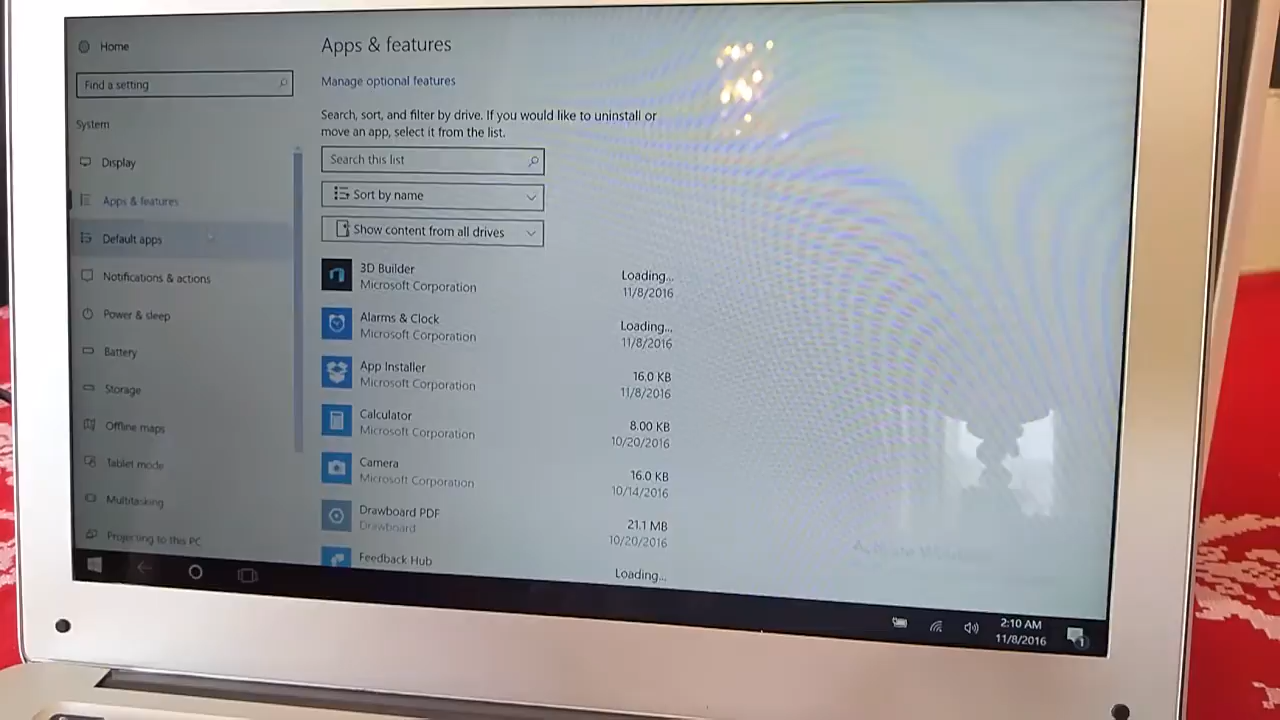 Home
Find a setting
System
Display
Apps & features
Default apps
Notifications & actions
Power & sleep
Battery
Storage
Offline maps
Tablet mode
Multitasking
Projecting to this PC
Apps & features
Manage optional features
Search, sort, and filter by drive. If you would like to uninstall or
move an app, select it from the list.
Search this list
Sort by name
Show content from all drives
3D Builder
Microsoft Corporation
Loading...
11/8/2016
Alarms & Clock
Microsoft Corporation
Loading...
11/8/2016
App Installer
Microsoft Corporation
16.0 KB
11/8/2016
Calculator
Microsoft Corporation
8.00 KB
10/20/2016
Camera
Microsoft Corporation
16.0 KB
10/14/2016
Drawboard PDF
Drawboard
21.1 MB
10/20/2016
Feedback Hub
Loading...
Activate
2:10 AM
11/8/2016
1